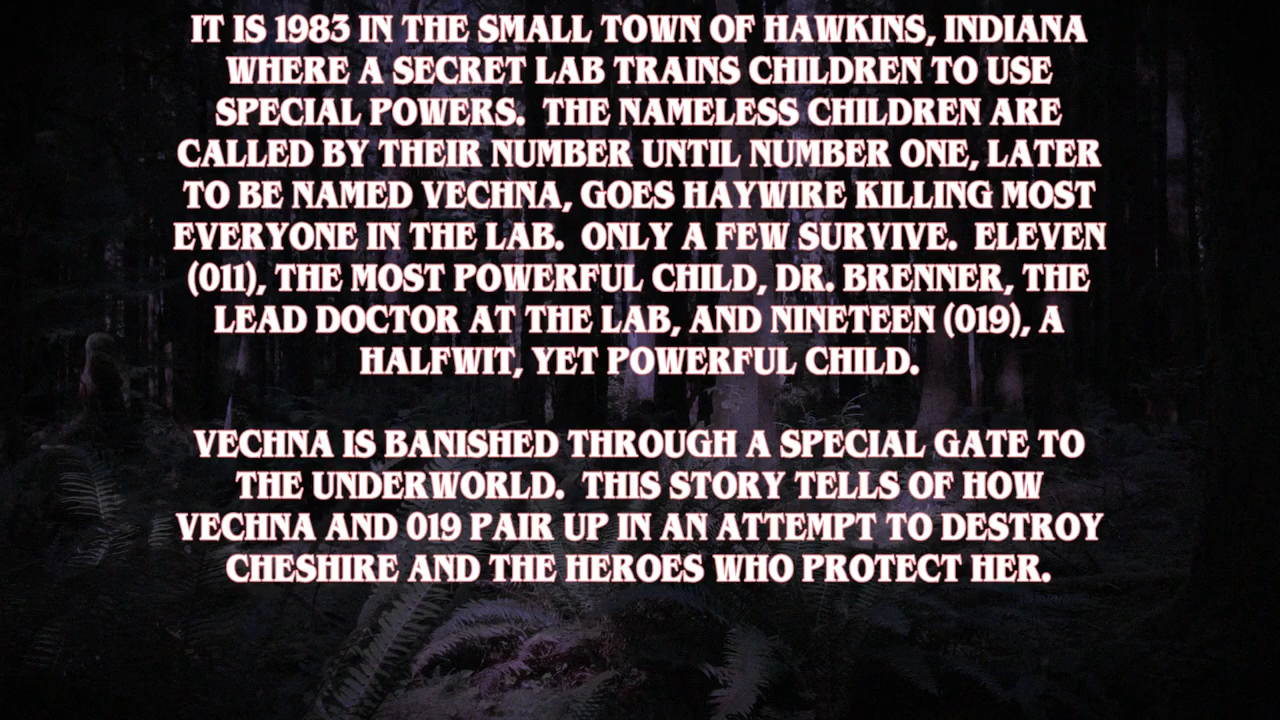 IT IS 1983 IN THE SMALL TOWN OF HAWKINS, INDIANA
WHERE A SECRET LAB TRAINS CHILDREN TO USE
SPECIAL POWERS.  THE NAMELESS CHILDREN ARE
CALLED BY THEIR NUMBER UNTIL NUMBER ONE, LATER
TO BE NAMED VECHNA, GOES HAYWIRE KILLING MOST
EVERYONE IN THE LAB.  ONLY A FEW SURVIVE.  ELEVEN
(011), THE MOST POWERFUL CHILD, DR. BRENNER, THE
LEAD DOCTOR AT THE LAB, AND NINETEEN (019), A
HALFWIT, YET POWERFUL CHILD.
VECHNA IS BANISHED THROUGH A SPECIAL GATE TO
THE UNDERWORLD.  THIS STORY TELLS OF HOW
VECHNA AND 019 PAIR UP IN AN ATTEMPT TO DESTROY
CHESHIRE AND THE HEROES WHO PROTECT HER.